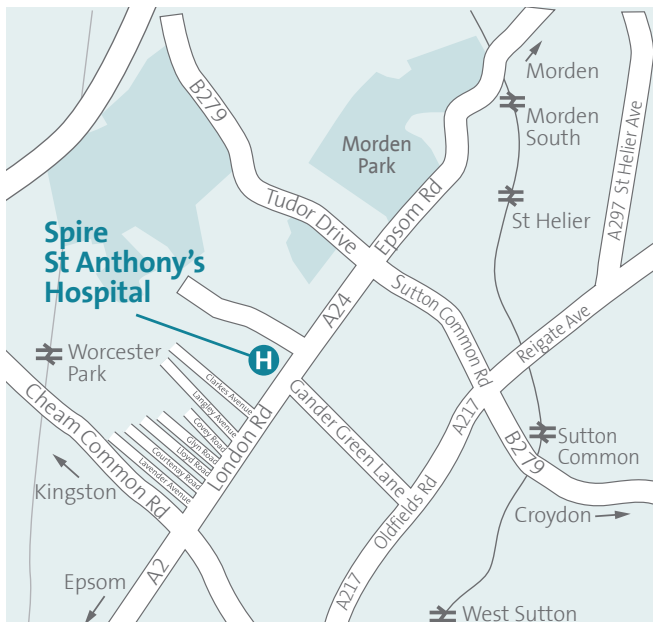 B279
Morden
Morden
South
Morden
Park
A297 St Helier Ave
St Helier
Tudor Drive
Epsom Rd
Spire
St Anthony's
Hospital
A24
Sutton Common Rd
Reigate Ave
H
Worcester
Park
Clarkes Avenue
Langley Avenue
Covey Road
Glyn Road
Lloyd Road
Courtenay Road
Lavender Avenue
London Rd
Gander Green Lane
A217
Cheam Common Rd
B279
Sutton
Common
Kingston
Oldfields Rd
Croydon
A2
A217
Epsom
West Sutton